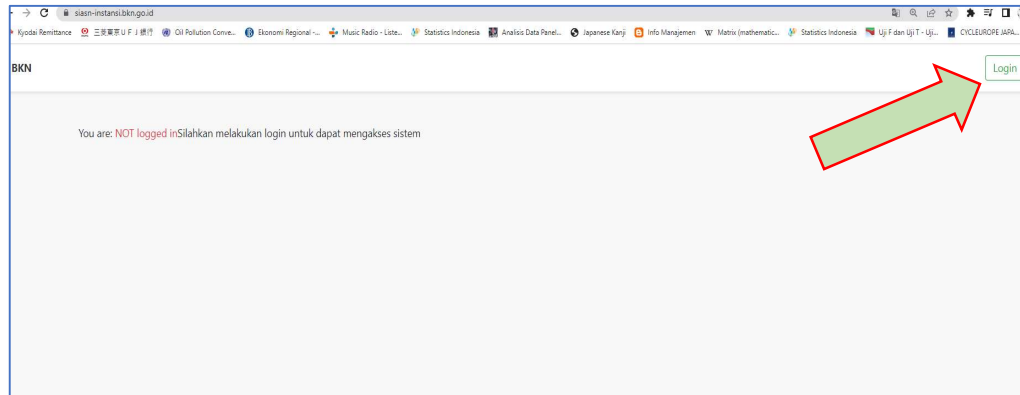 siasn-instansi.bkn.go.id
Kyodai Remittance 三菱東京ＵＦＪ銀行 Oil Pollution Conve... Ekonomi Regional -... Music Radio - Liste... Statistics Indonesia Analisis Data Panel... Japanese Kanji Info Manajemen Matrix (mathematic... Statistics Indonesia Uji F dan Uji T - Uji... CYCLEUROPE JAPA...
BKN Login
You are: NOT logged inSilahkan melakukan login untuk dapat mengakses sistem